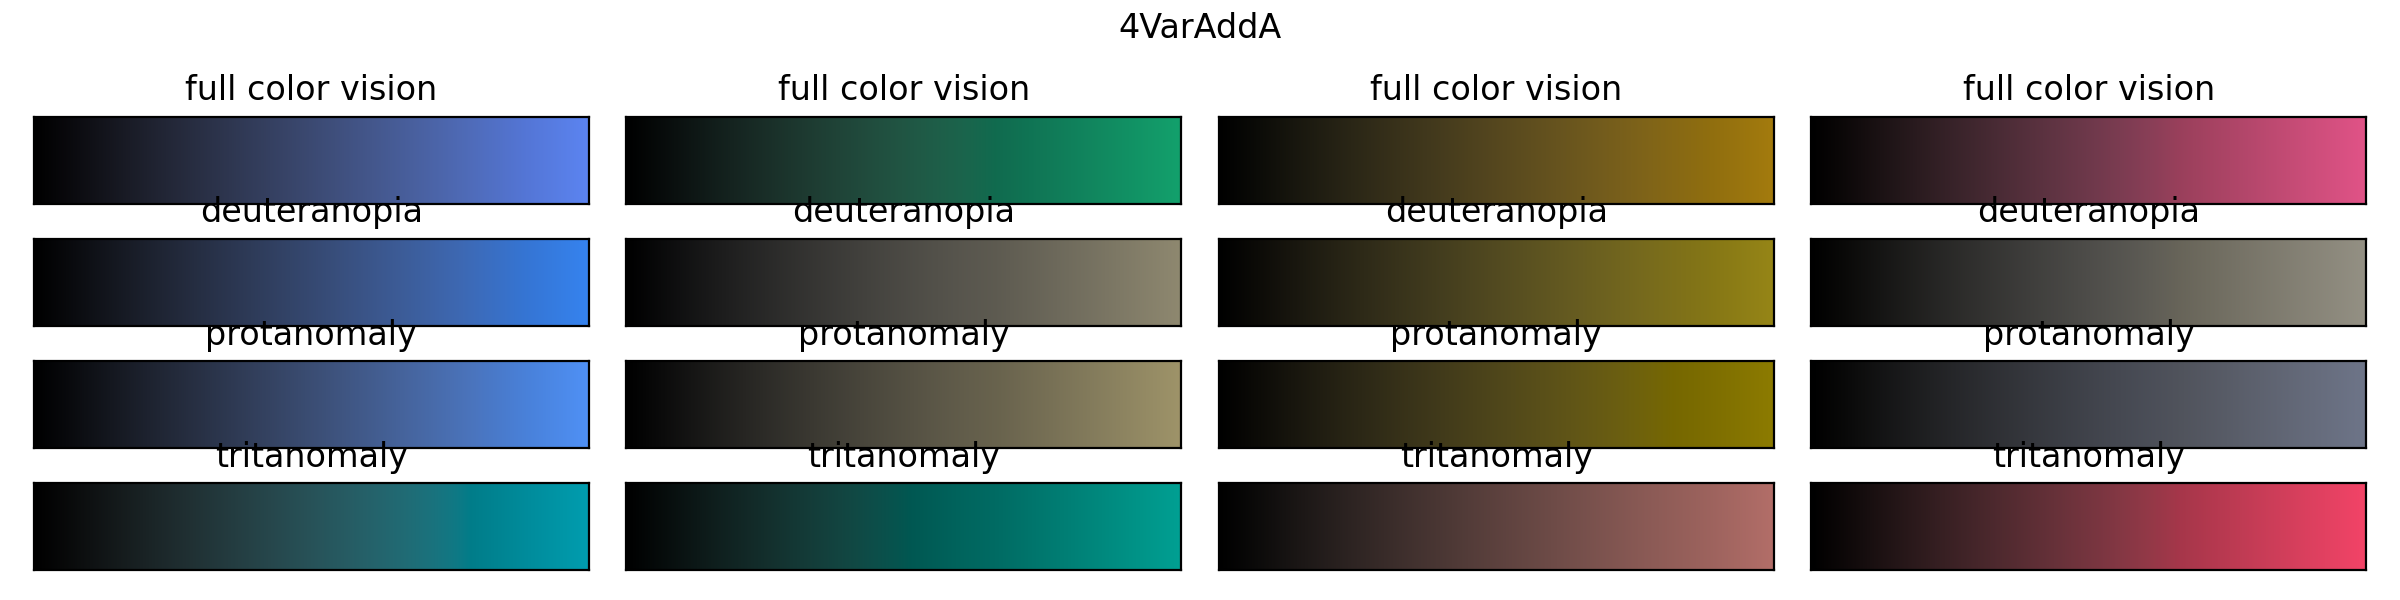 4VarAddA
full color vision full color vision full color vision full color vision
deuteranopia deuteranopia deuteranopia deuteranopia
protanomaly protanomaly protanomaly protanomaly
tritanomaly tritanomaly tritanomaly tritanomaly